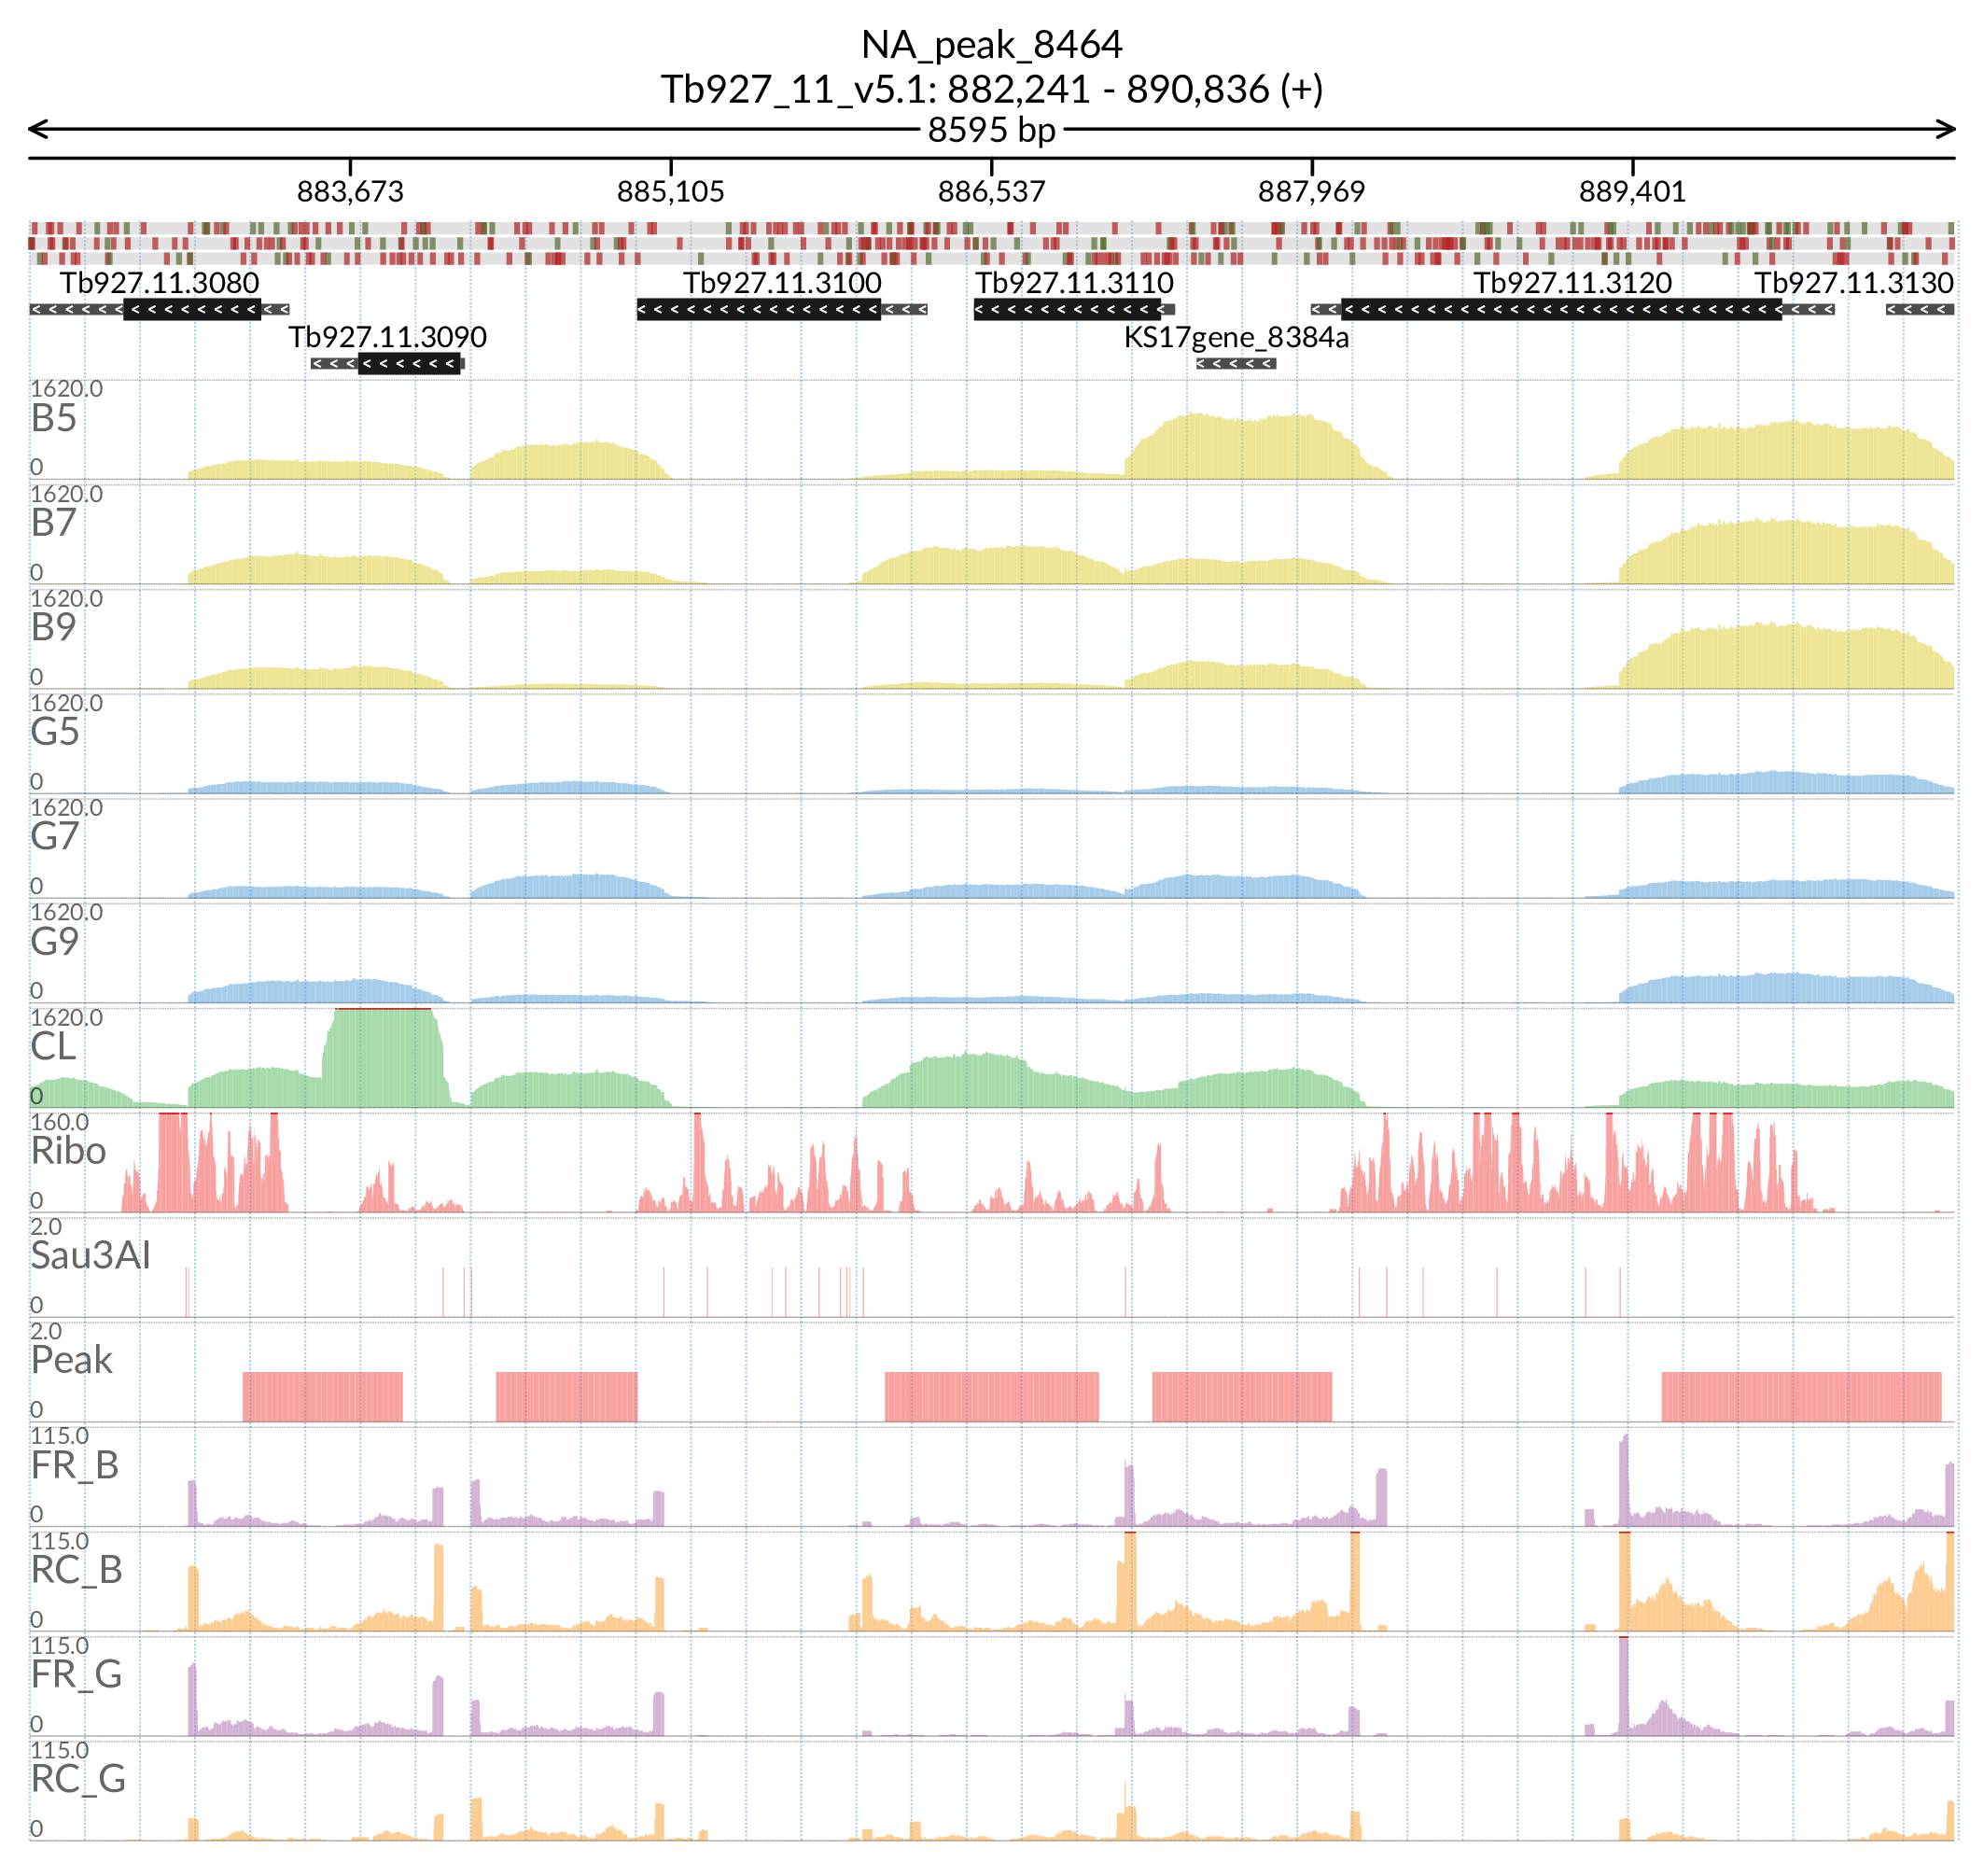 NA_peak_8464
Tb927_11_v5.1: 882,241 - 890,836 (+)
8595 bp
883,673 885,105 886,537 887,969 889,401
Tb927.11.3080 Tb927.11.3100 Tb927.11.3110 Tb927.11.3120 Tb927.11.3130
Tb927.11.3090 KS17gene_8384a
1620.0
B5
0
1620.0
B7
0
1620.0
B9
0
1620.0
G5
0
1620.0
G7
0
1620.0
G9
0
1620.0
CL
0
160.0
Ribo
0
2.0
Sau3AI
0
2.0
Peak
0
115.0
FR_B
0
115.0
RC_B
0
115.0
FR_G
0
115.0
RC_G
0